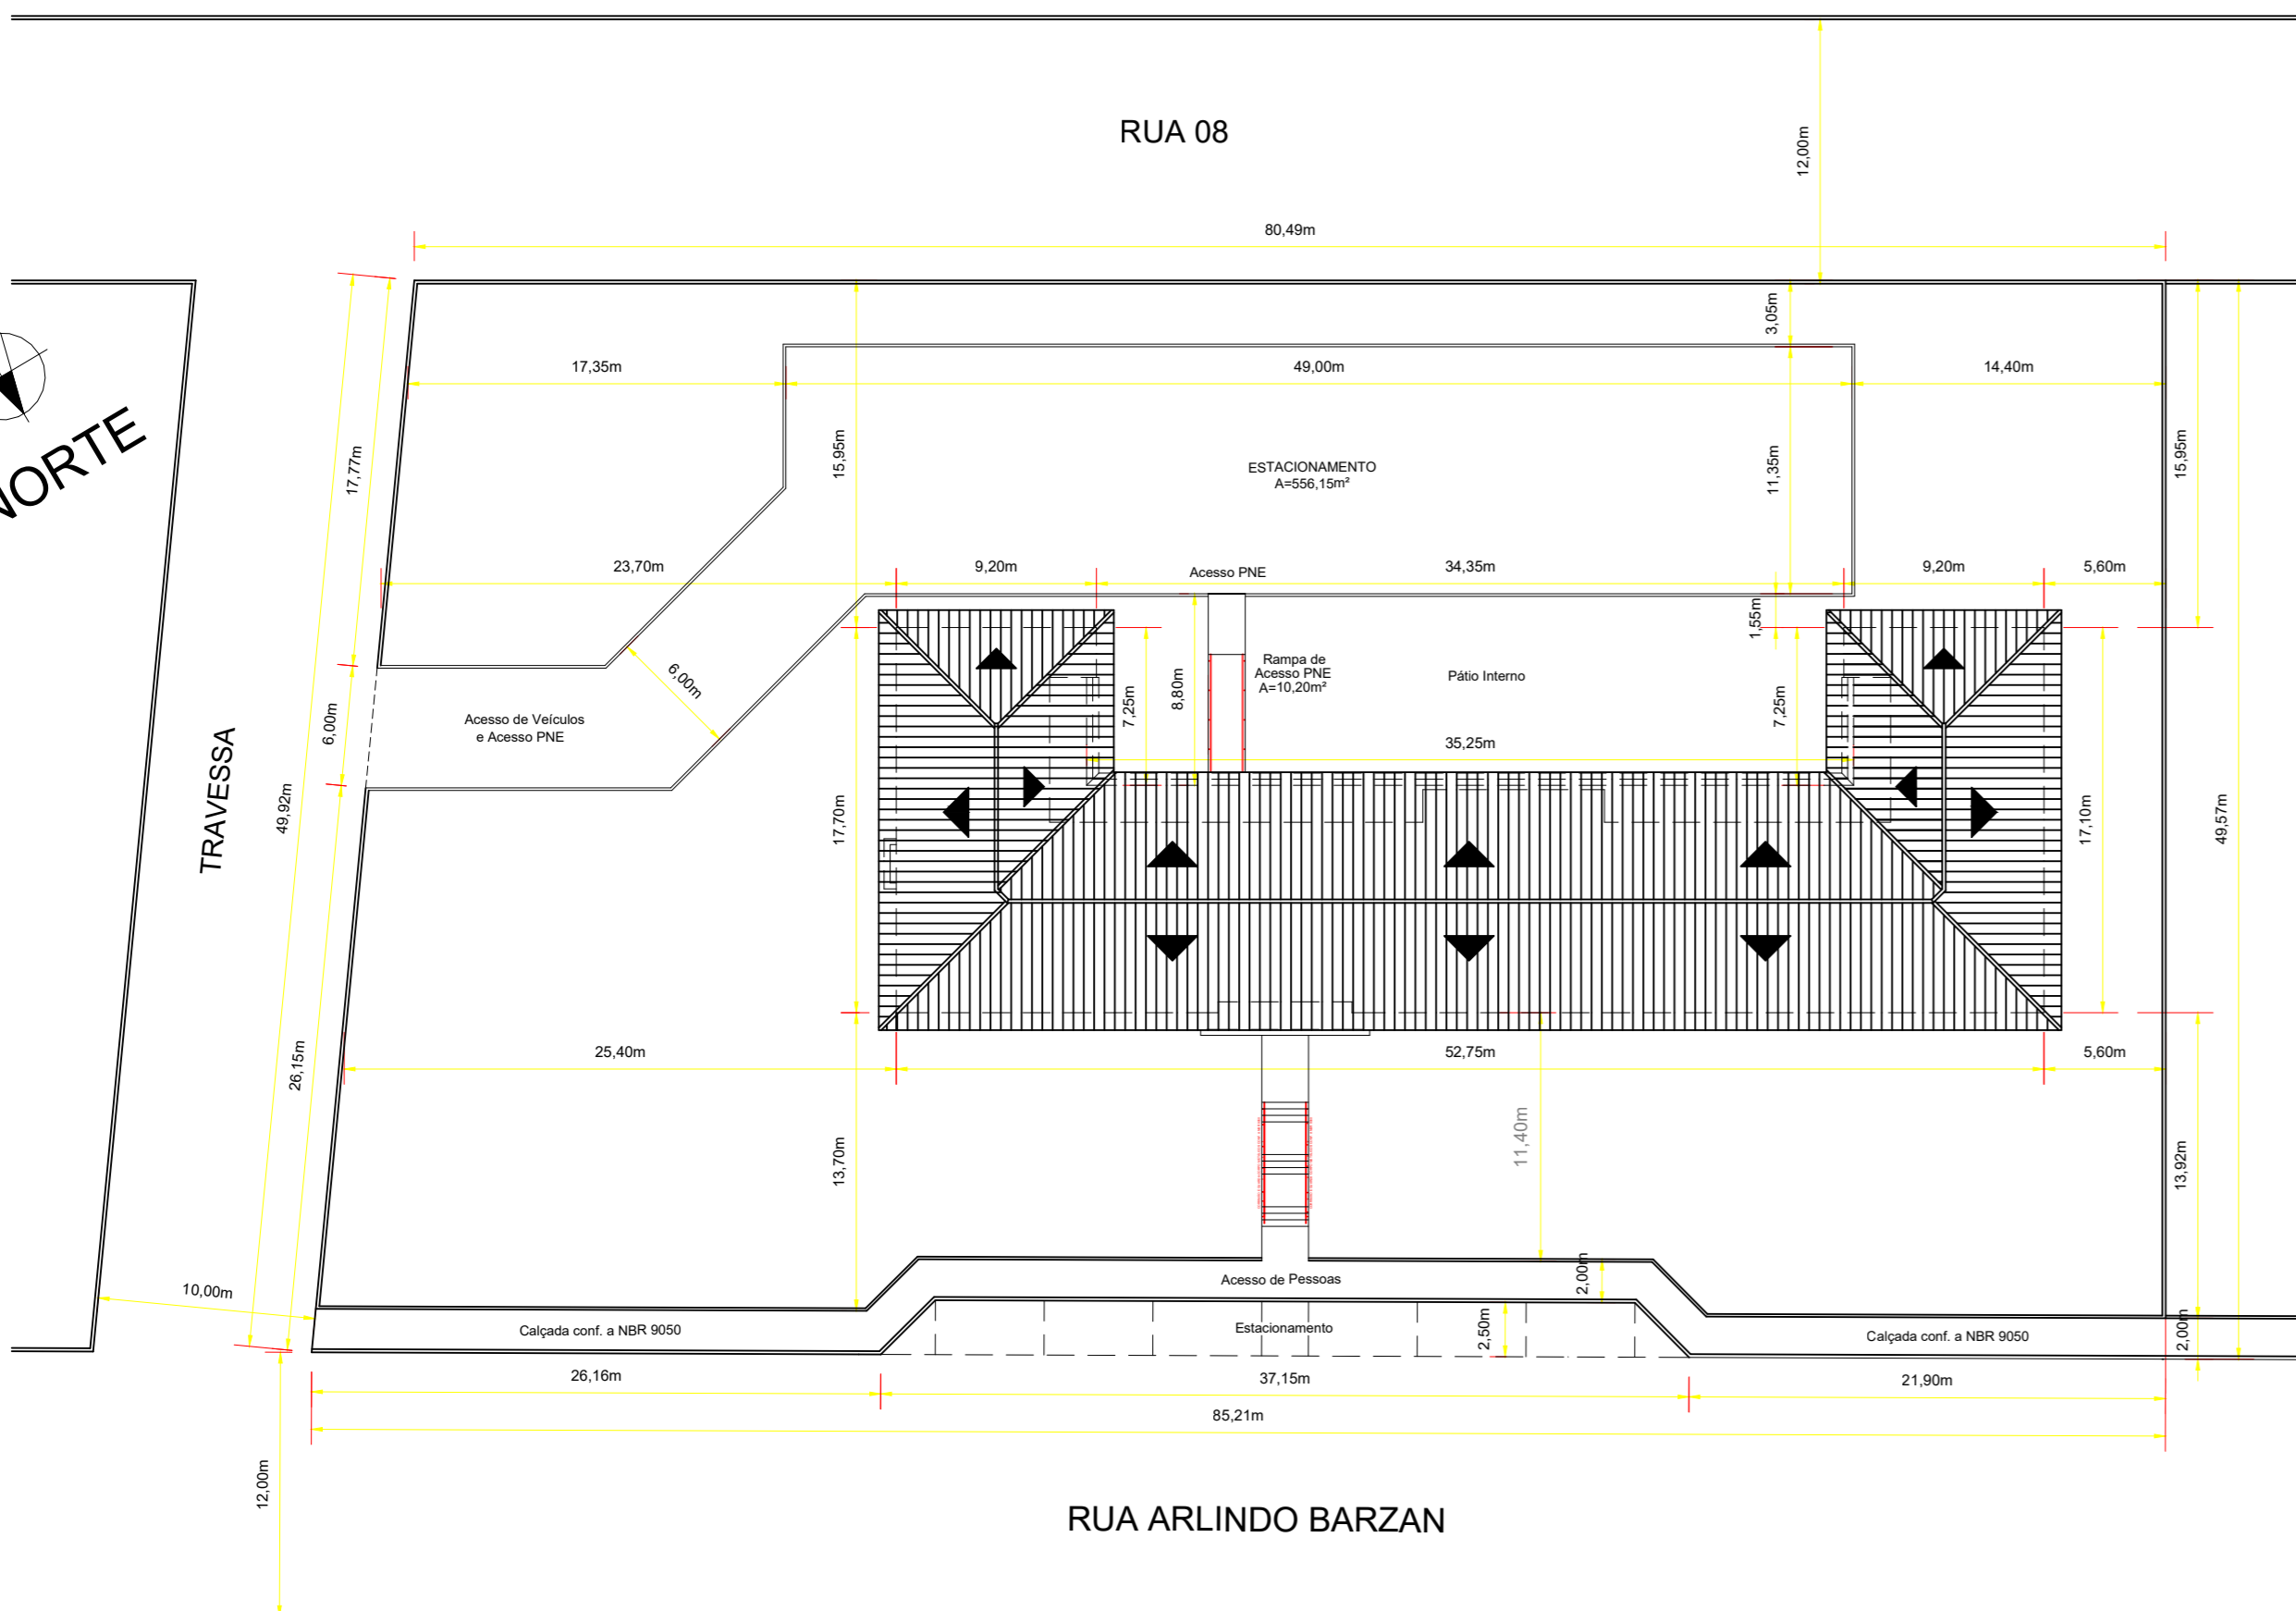 RUA 08
12,00m
80,49m
3,05m
17,35m
49,00m
14,40m
NORTE
17,77m
15,95m
ESTACIONAMENTO
A=556,15m²
11,35m
15,95m
23,70m
9,20m
Acesso PNE
34,35m
9,20m
5,60m
1,55m
6,00m
Rampa de
Acesso PNE
A=10,20m²
Pátio Interno
8,80m
7,25m
7,25m
6,00m
Acesso de Veículos
e Acesso PNE
35,25m
TRAVESSA
49,92m
17,70m
17,10m
49,57m
26,15m
25,40m
52,75m
5,60m
11,40m
13,70m
13,92m
10,00m
Acesso de Pessoas
2,00m
Calçada conf. a NBR 9050
Estacionamento
2,50m
Calçada conf. a NBR 9050
2,00m
26,16m
37,15m
21,90m
85,21m
12,00m
RUA ARLINDO BARZAN